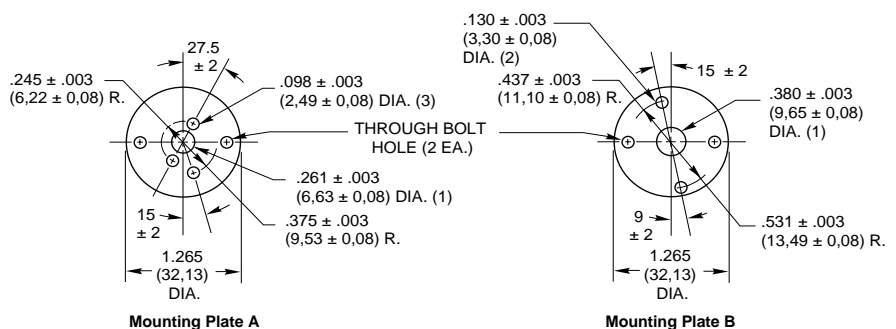 27.5
± 2
.245 ± .003
(6,22 ± 0,08) R.
.098 ± .003
(2,49 ± 0,08) DIA. (3)
THROUGH BOLT
HOLE (2 EA.)
.261 ± .003
(6,63 ± 0,08) DIA. (1)
.375 ± .003
(9,53 ± 0,08) R.
15
± 2
1.265
(32,13)
DIA.
Mounting Plate A
.130 ± .003
(3,30 ± 0,08)
DIA. (2)
15 ± 2
.437 ± .003
(11,10 ± 0,08) R.
.380 ± .003
(9,65 ± 0,08)
DIA. (1)
9
± 2
.531 ± .003
(13,49 ± 0,08) R.
1.265
(32,13)
DIA.
Mounting Plate B